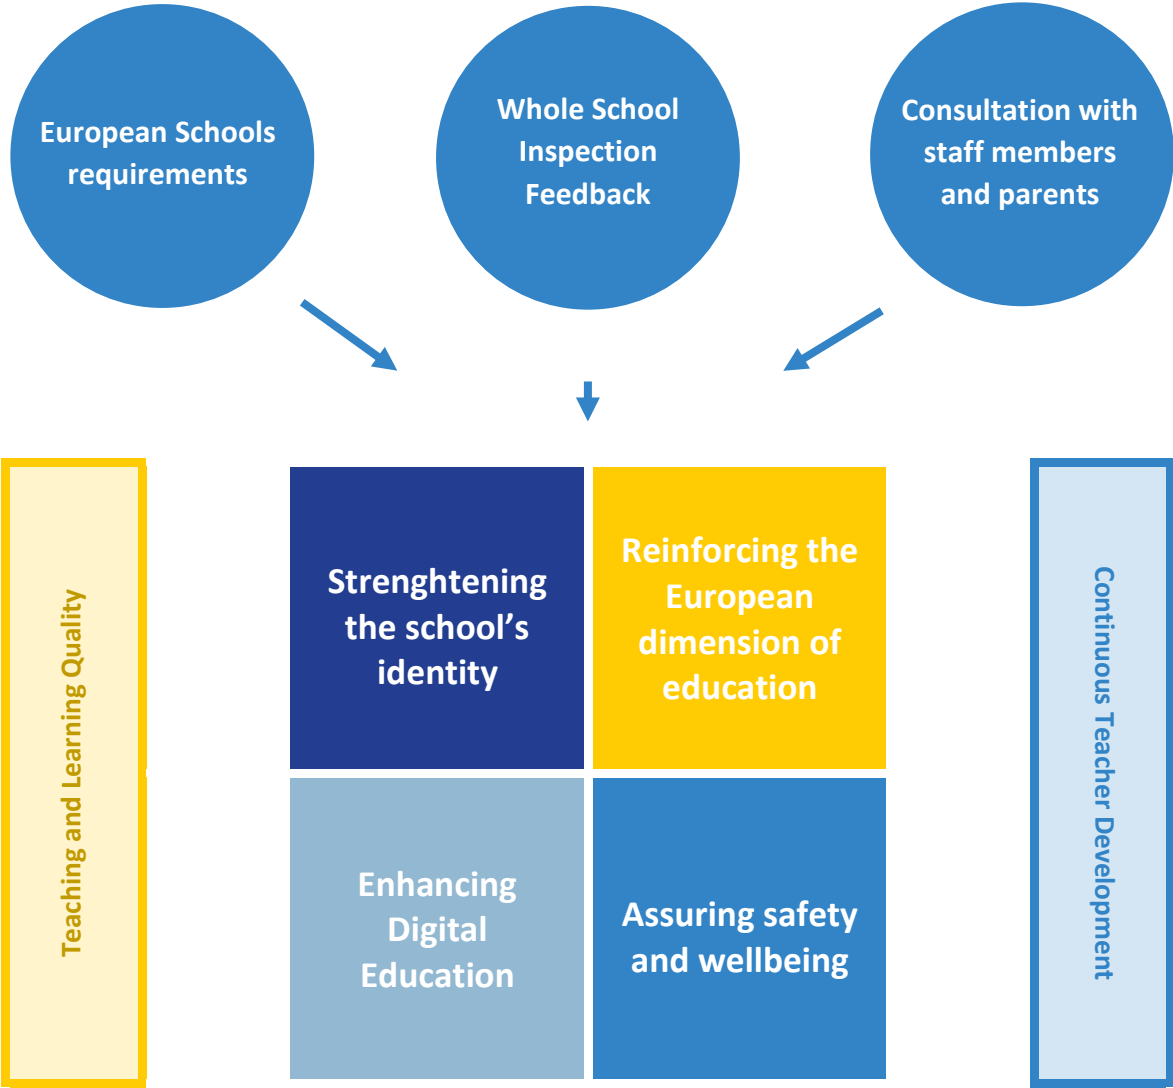 European Schools
requirements
Whole School
Inspection
Feedback
Consultation with
staff members
and parents
Teaching and Learning Quality
Strenghtening
the school’s
identity
Reinforcing the
European
dimension of
education
Enhancing
Digital
Education
Assuring safety
and wellbeing
Continuous Teacher Development